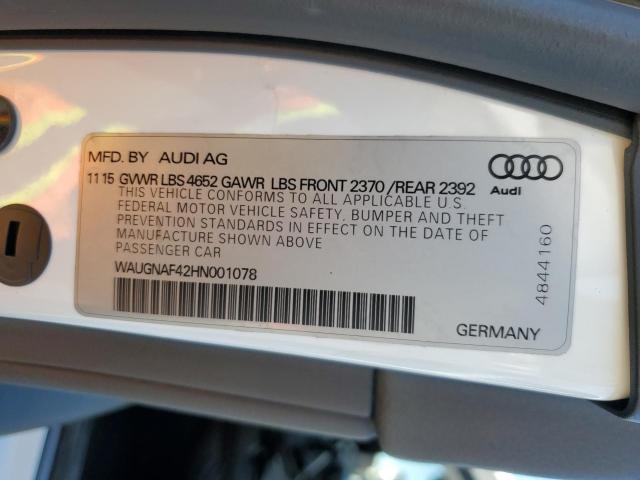 MFD. BY AUDI AG
11 15 GVWR LBS 4652 GAWR LBS FRONT 2370 /REAR 2392
THIS VEHICLE CONFORMS TO ALL APPLICABLE U.S.
FEDERAL MOTOR VEHICLE SAFETY, BUMPER AND THEFT
PREVENTION STANDARDS IN EFFECT ON THE DATE OF
MANUFACTURE SHOWN ABOVE
PASSENGER CAR
WAUGNAF42HN001078
Audi
4844160
GERMANY